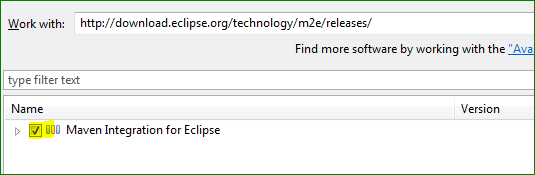 Work with: http://download.eclipse.org/technology/m2e/releases/
Find more software by working with the "Ava
type filter text
Name Version
Maven Integration for Eclipse